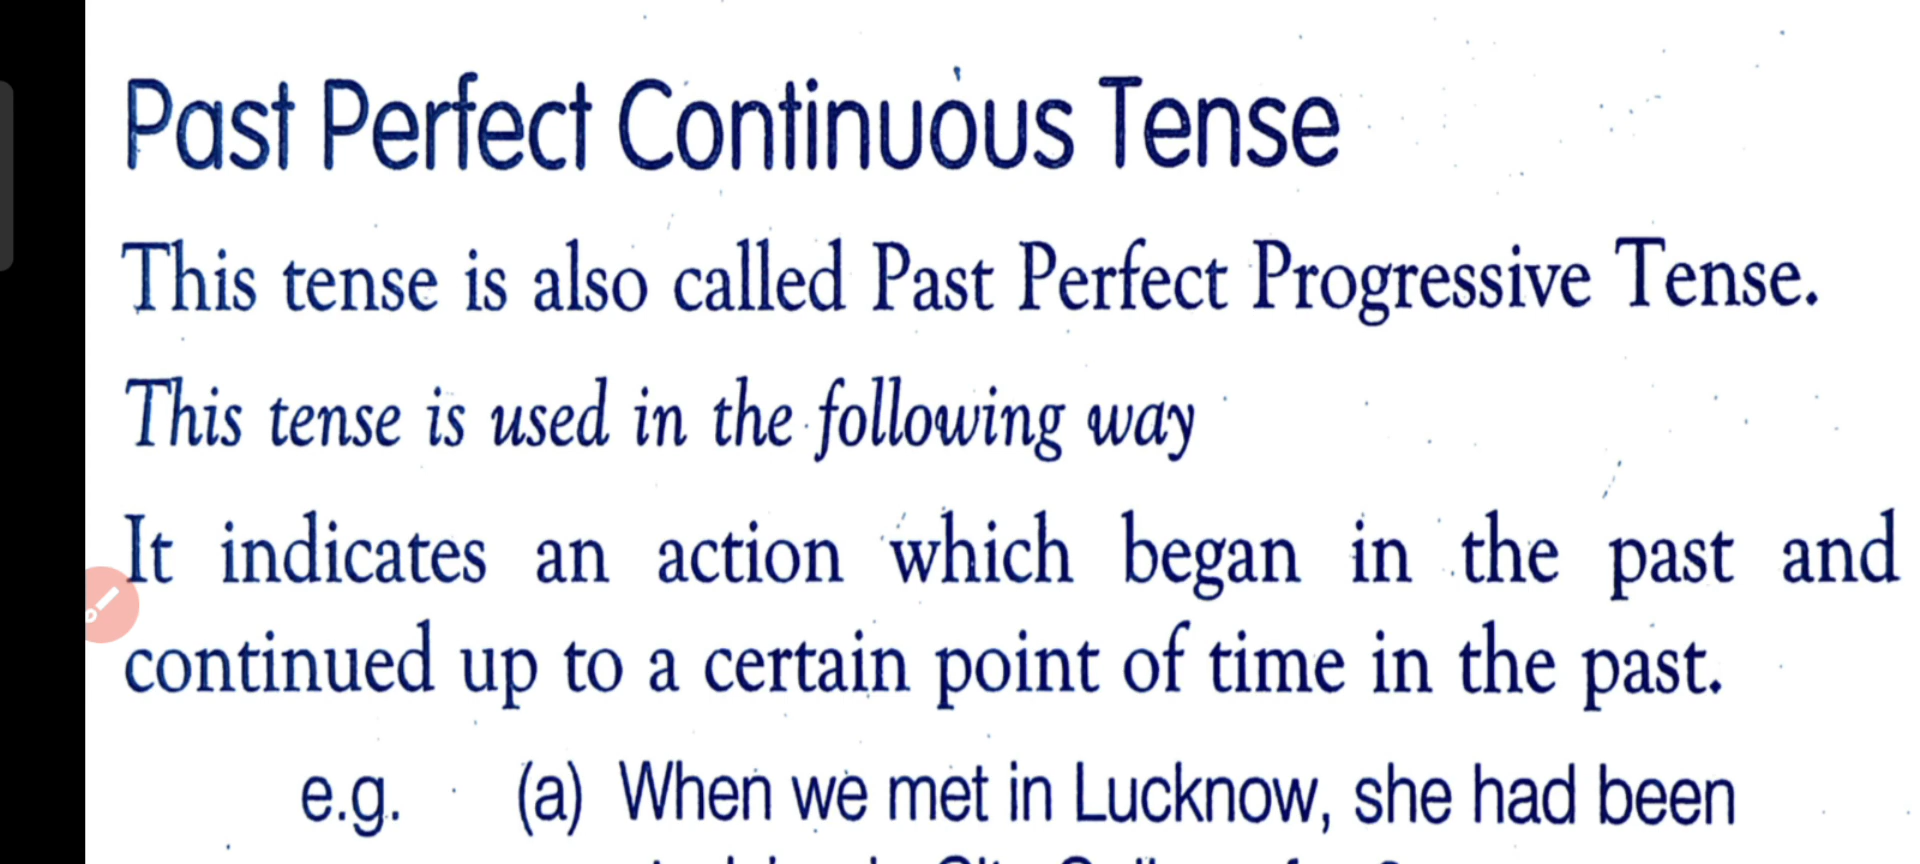 Past Perfect Continuous Tense
This tense is also called Past Perfect Progressive Tense.
This tense is used in the following way
It indicates an action which began in the past and
continued up to a certain point of time in the past.
e.g. (a) When we met in Lucknow, she had been